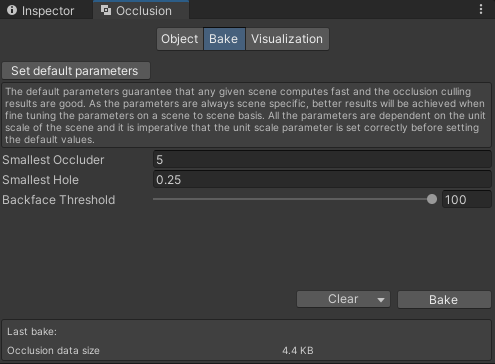 Inspector
Occlusion
Object Bake Visualization
Set default parameters
The default parameters guarantee that any given scene computes fast and the occlusion culling
results are good. As the parameters are always scene specific, better results will be achieved when
fine tuning the parameters on a scene to scene basis. All the parameters are dependent on the unit
scale of the scene and it is imperative that the unit scale parameter is set correctly before setting
the default values.
Smallest Occluder 5
Smallest Hole 0.25
Backface Threshold 100
Clear Bake
Last bake:
Occlusion data size 4.4 KB